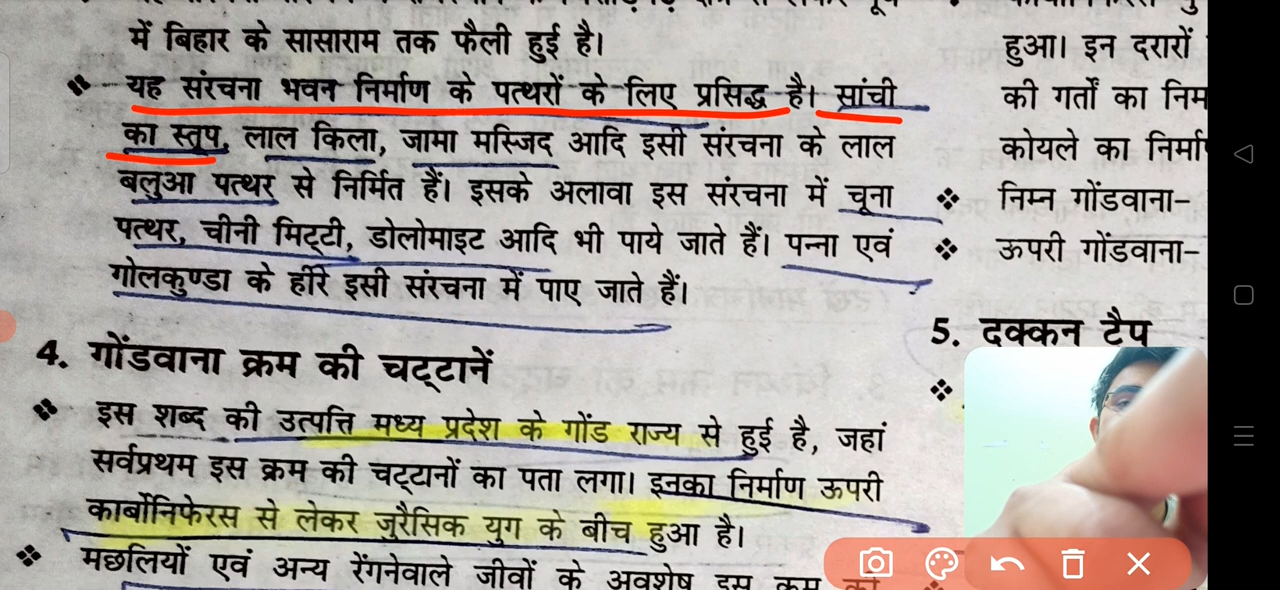 में बिहार के सासाराम तक फैली हुई है।
यह संरचना भवन निर्माण के पत्थरों के लिए प्रसिद्ध है। सांची
का स्तूप, लाल किला, जामा मस्जिद आदि इसी संरचना के लाल
बलुआ पत्थर से निर्मित हैं। इसके अलावा इस संरचना में चूना
पत्थर, चीनी मिट्टी, डोलोमाइट आदि भी पाये जाते हैं। पन्ना एवं
गोलकुण्डा के हीरे इसी संरचना में पाए जाते हैं।
4. गोंडवाना क्रम की चट्टानें
इस शब्द की उत्पत्ति मध्य प्रदेश के गोंड राज्य से हुई है, जहां
सर्वप्रथम इस क्रम की चट्टानों का पता लगा। इनका निर्माण ऊपरी
कार्बोनिफेरस से लेकर जुरैसिक युग के बीच हुआ है।
मछलियों एवं अन्य रेंगनेवाले जीवों के अवशेष इस क्रम की
हुआ। इन दरारों
की गर्तों का निम
कोयले का निर्मा
निम्न गोंडवाना-
ऊपरी गोंडवाना-
5. दक्कन टैप